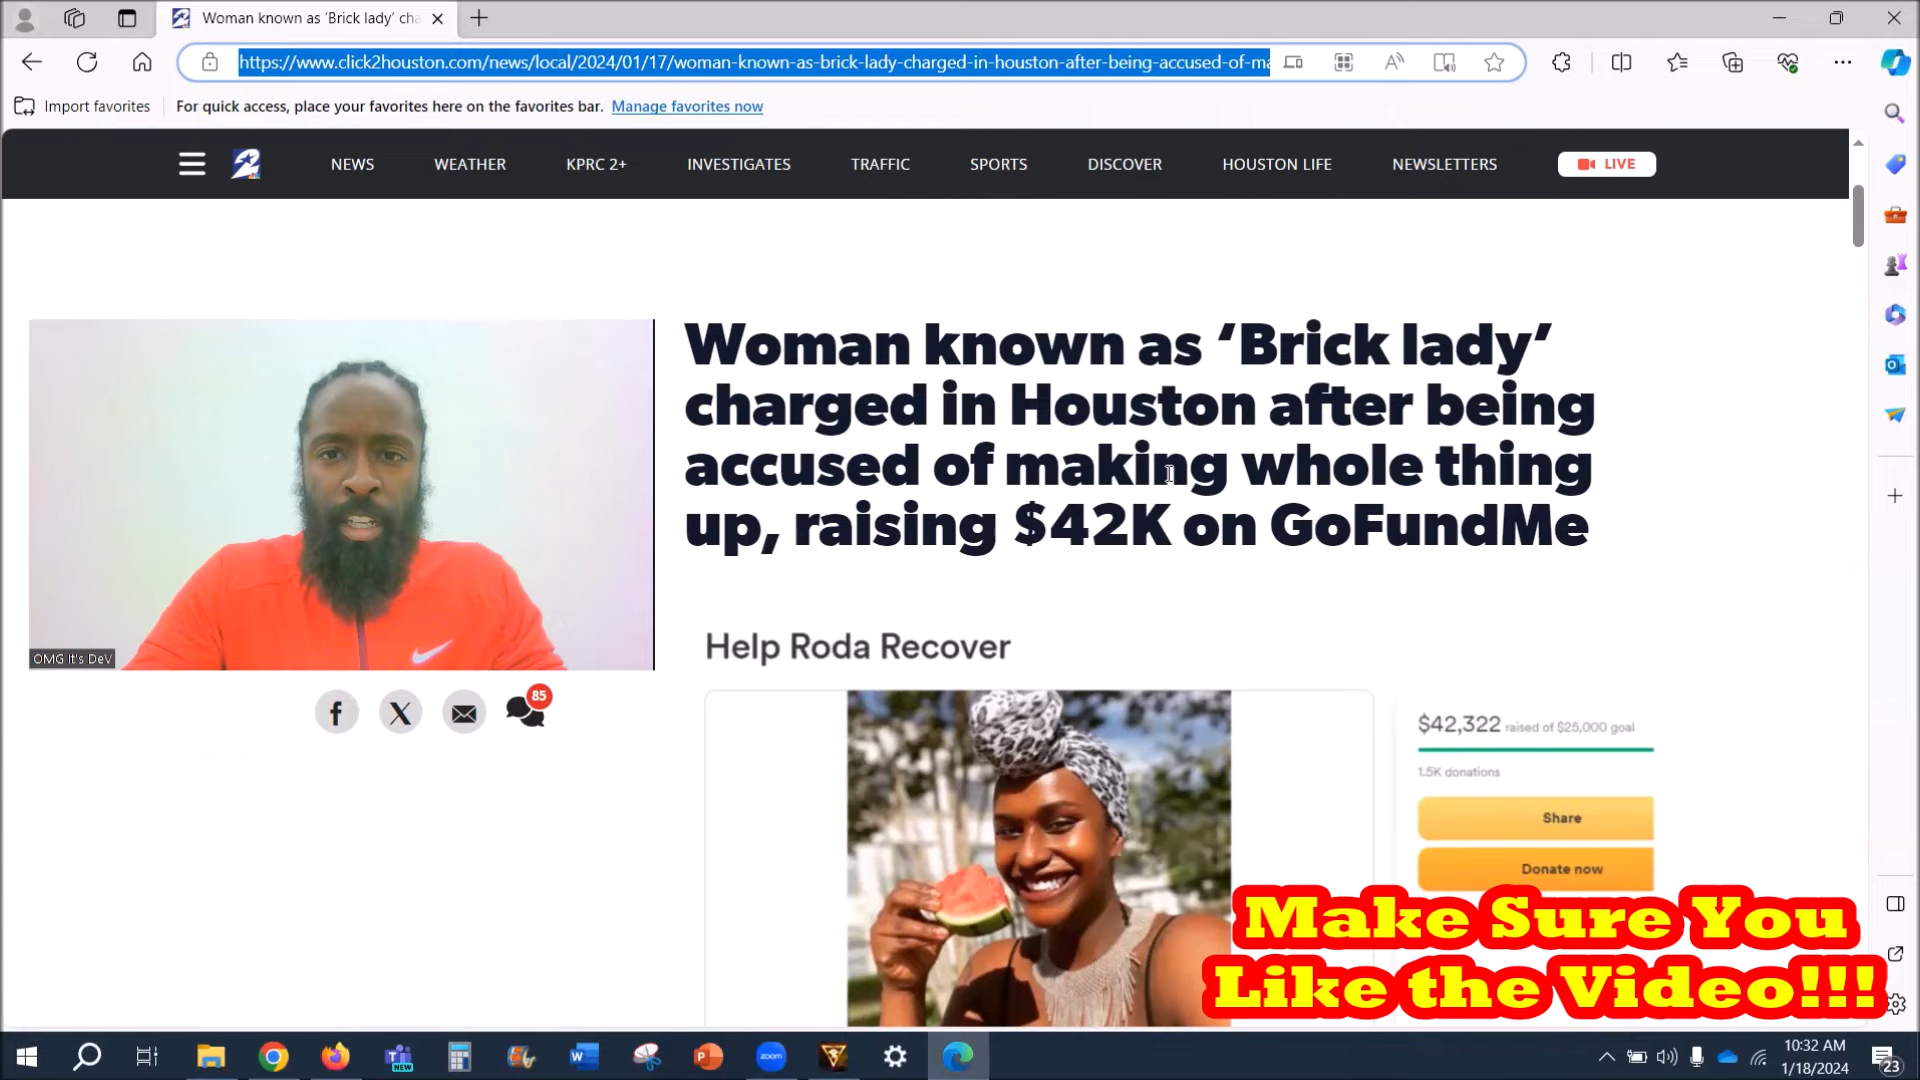 Woman known as ‘Brick lady’ cha
https://www.click2houston.com/news/local/2024/01/17/woman-known-as-brick-lady-charged-in-houston-after-being-accused-of-ma
Import favorites
For quick access, place your favorites here on the favorites bar. Manage favorites now
NEWS WEATHER KPRC 2+ INVESTIGATES TRAFFIC SPORTS DISCOVER HOUSTON LIFE NEWSLETTERS LIVE
Woman known as ‘Brick lady’
charged in Houston after being
accused of making whole thing
up, raising $42K on GoFundMe
OMG It's DeV
85
Help Roda Recover
$42,322 raised of $25,000 goal
1.5K donations
Share
Donate now
Make Sure You
Like the Video!!!
NEW
zoom
10:32 AM
1/18/2024
23